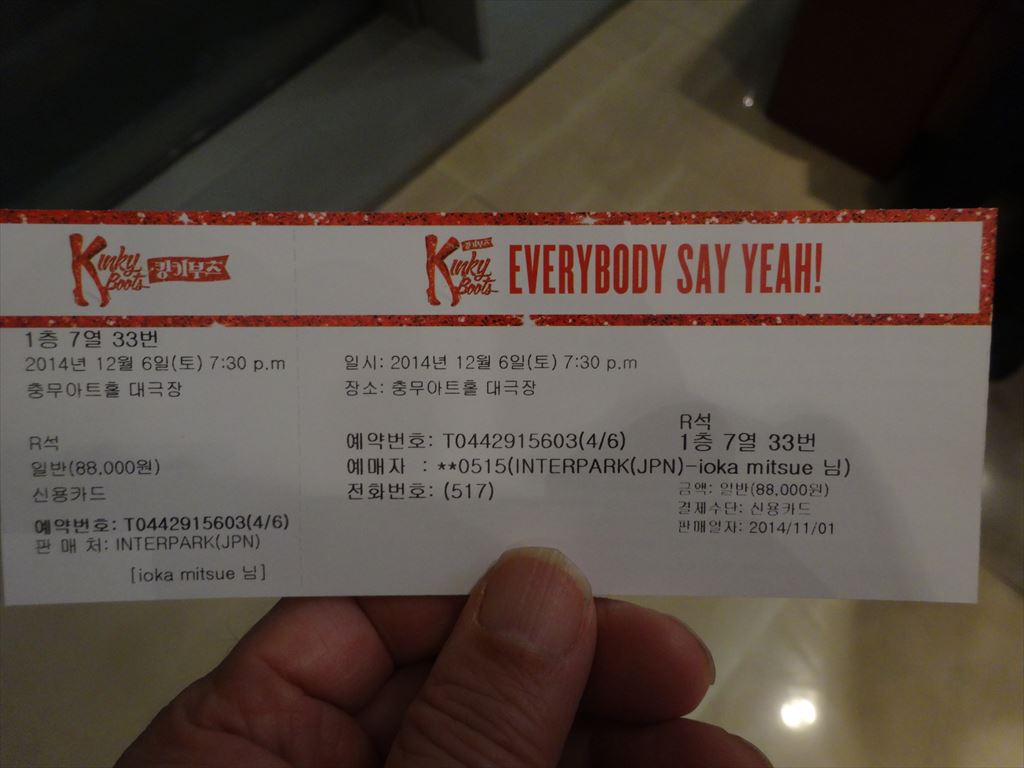 Kinky Boots 킹키부츠
1층 7열 33번
2014년 12월 6일(토) 7:30 p.m
충무아트홀 대극장
R석
일반(88,000원)
신용카드
예약번호: T0442915603(4/6)
판 매 처: INTERPARK(JPN)
[ioka mitsue 님]
킹키부츠 Kinky Boots EVERYBODY SAY YEAH!
일시: 2014년 12월 6일(토) 7:30 p.m
장소: 충무아트홀 대극장
예약번호: T0442915603(4/6)
예매자 : **0515(INTERPARK(JPN)-ioka mitsue 님)
전화번호: (517)
R석
1층 7열 33번
금액: 일반(88,000원)
결제수단: 신용카드
판매일자: 2014/11/01